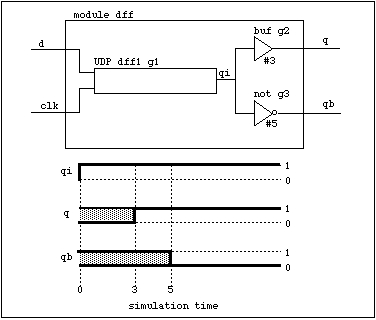 module dff
buf g2
d
q
UDP dff1 g1
qi
#3
not g3
clk
qb
#5
qi
1
0
q
1
0
qb
1
0
0 3 5
simulation time